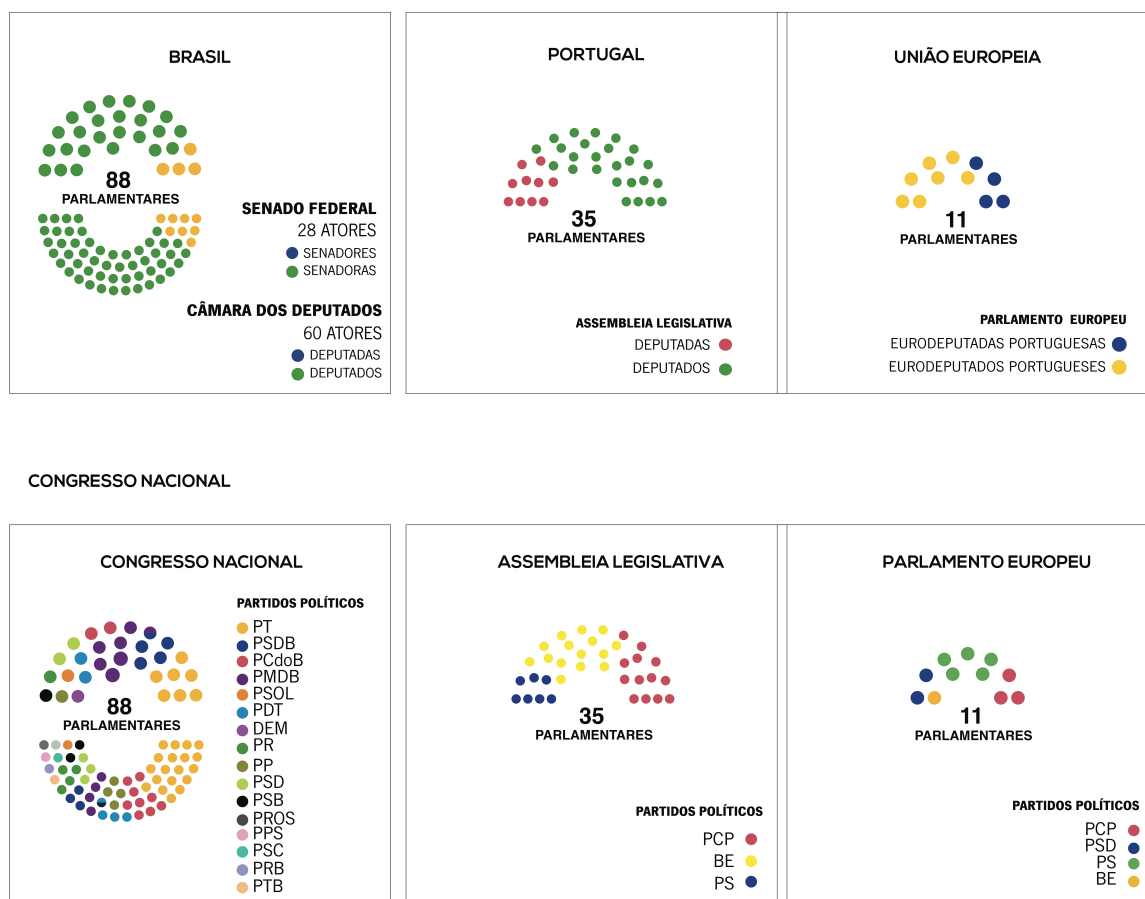 BRASIL
88
PARLAMENTARES
SENADO FEDERAL
28 ATORES
SENADORES
SENADORAS
CÂMARA DOS DEPUTADOS
60 ATORES
DEPUTADAS
DEPUTADOS
PORTUGAL
35
PARLAMENTARES
ASSEMBLEIA LEGISLATIVA
DEPUTADAS
DEPUTADOS
UNIÃO EUROPEIA
11
PARLAMENTARES
PARLAMENTO EUROPEU
EURODEPUTADAS PORTUGUESAS
EURODEPUTADOS PORTUGUESES
CONGRESSO NACIONAL
CONGRESSO NACIONAL
PARTIDOS POLÍTICOS
PT
PSDB
PCdoB
PMDB
PSOL
PDT
DEM
PR
PP
PSD
PSB
PROS
PPS
PSC
PRB
PTB
88
PARLAMENTARES
ASSEMBLEIA LEGISLATIVA
35
PARLAMENTARES
PARTIDOS POLÍTICOS
PCP
BE
PS
PARLAMENTO EUROPEU
11
PARLAMENTARES
PARTIDOS POLÍTICOS
PCP
PSD
PS
BE